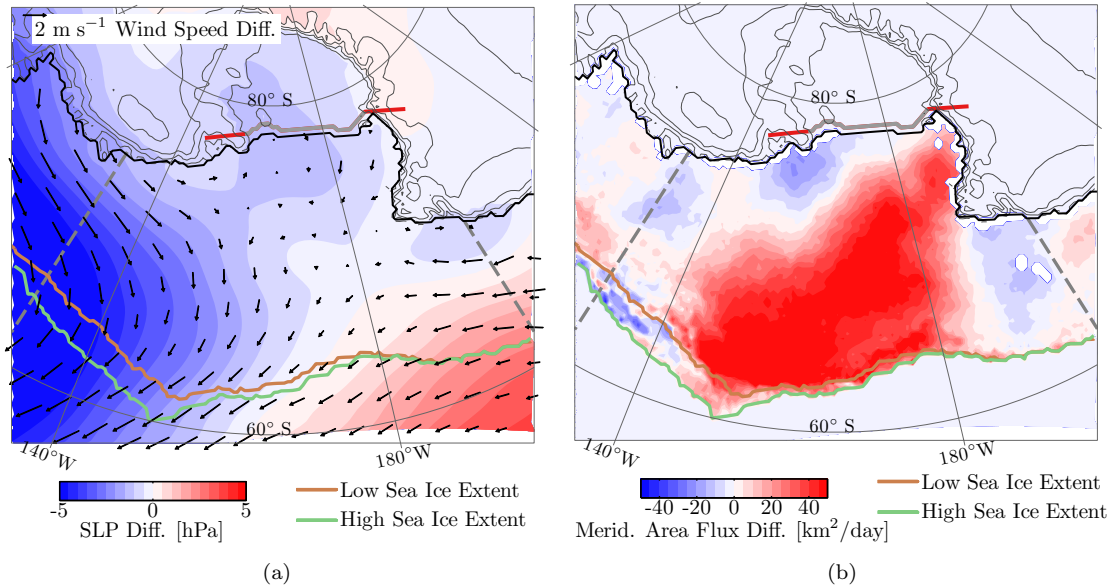 2 m s⁻¹ Wind Speed Diff.
80° S
60° S
140°W
180°W
-5 0 5
SLP Diff. [hPa]
Low Sea Ice Extent
High Sea Ice Extent
(a)
80° S
60° S
140°W
180°W
-40 -20 0 20 40
Merid. Area Flux Diff. [km²/day]
Low Sea Ice Extent
High Sea Ice Extent
(b)